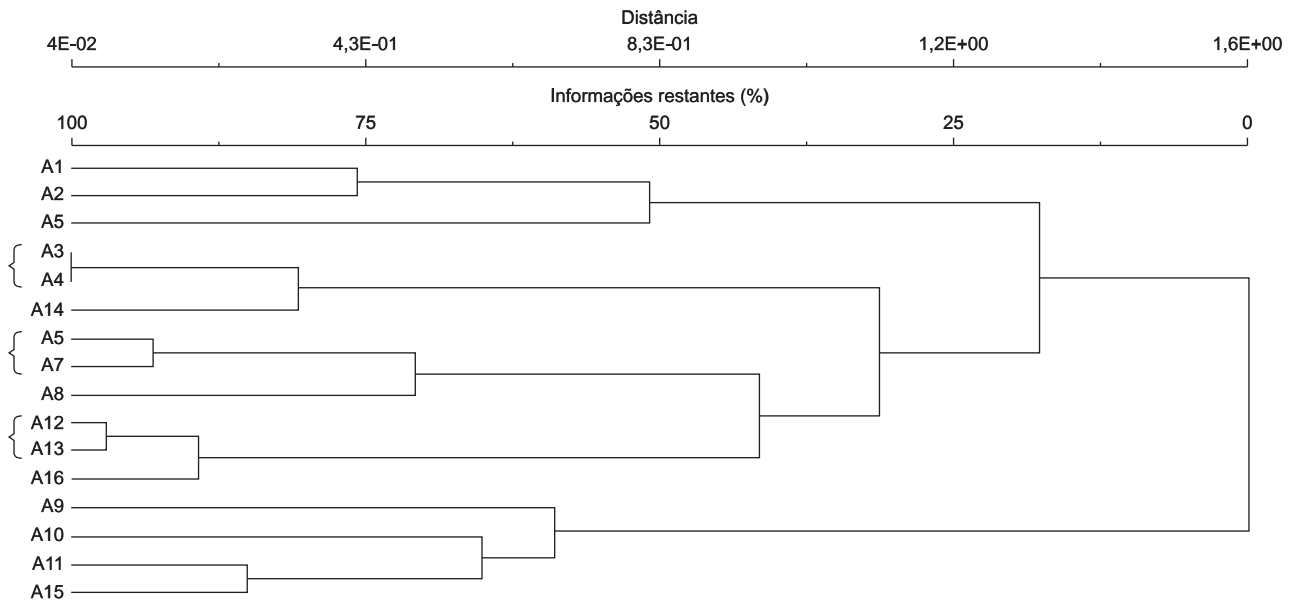 Distância
4E-02 4,3E-01 8,3E-01 1,2E+00 1,6E+00
Informações restantes (%)
100 75 50 25 0
A1
A2
A5
A3
A4
A14
A5
A7
A8
A12
A13
A16
A9
A10
A11
A15